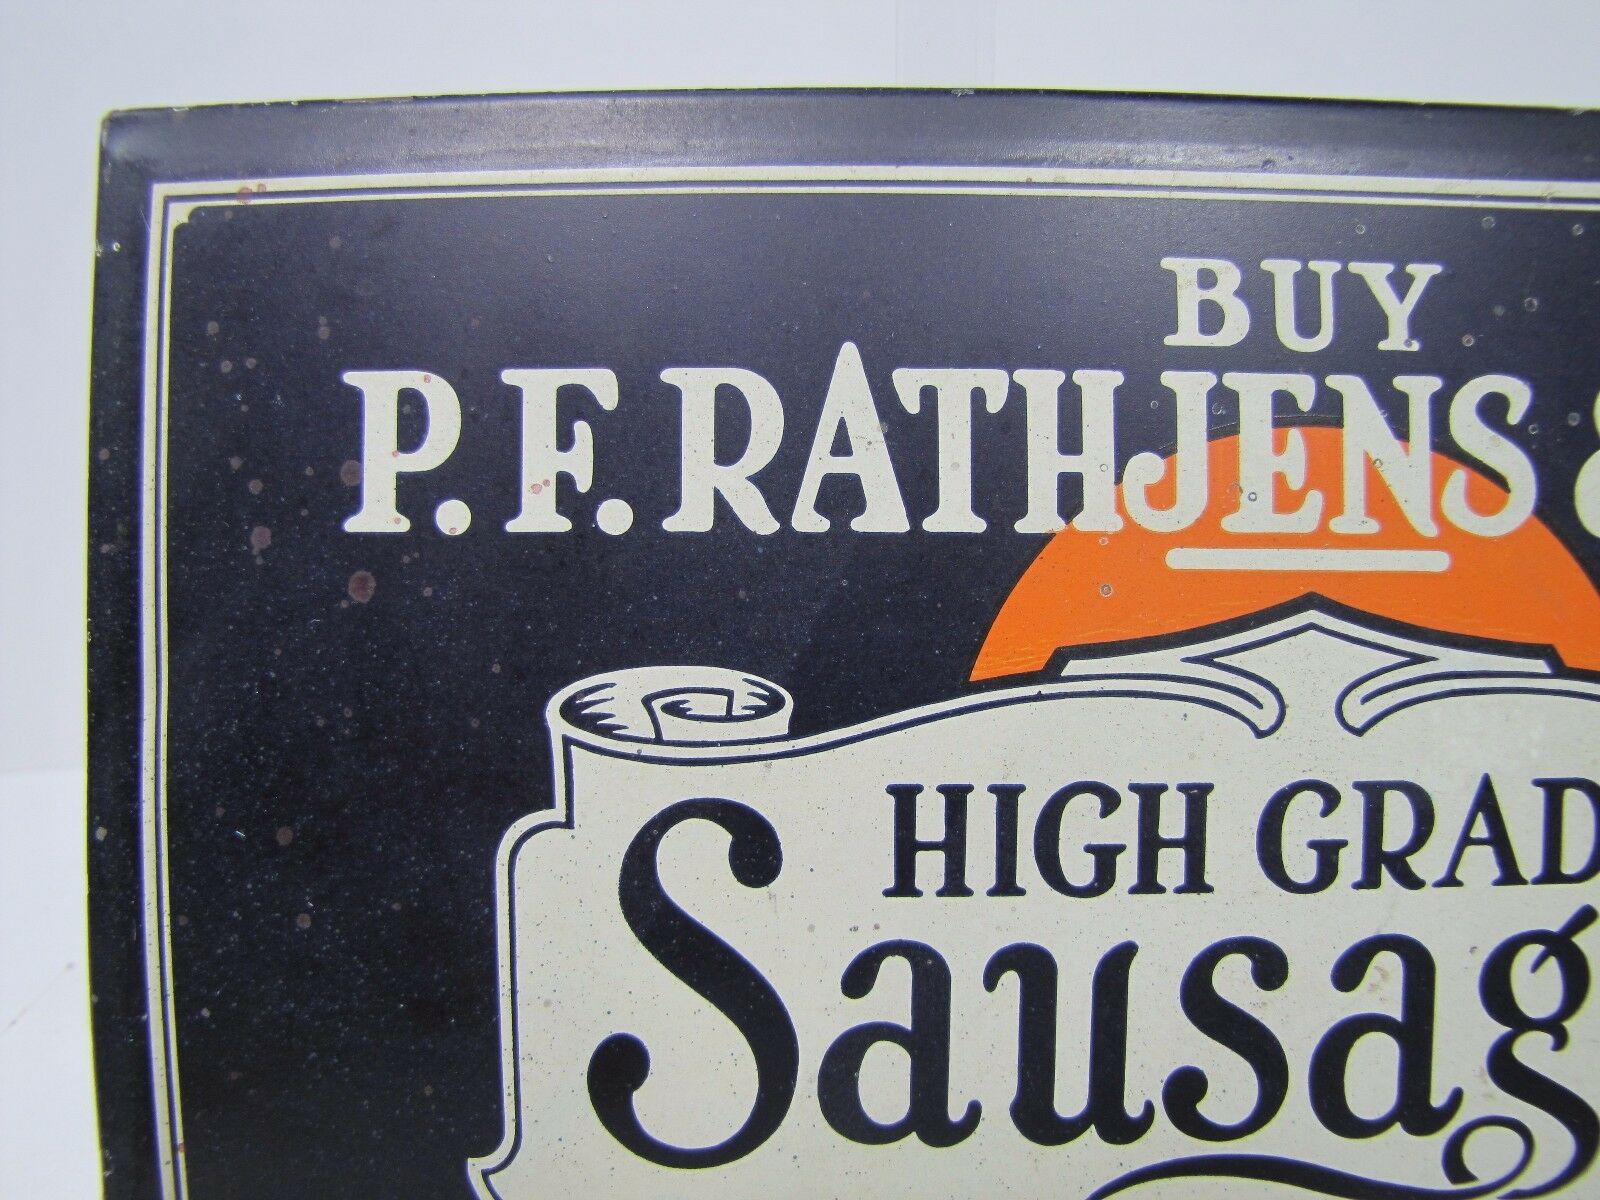 BUY
P. F. RATHJENS &
HIGH GRAD
Sausag